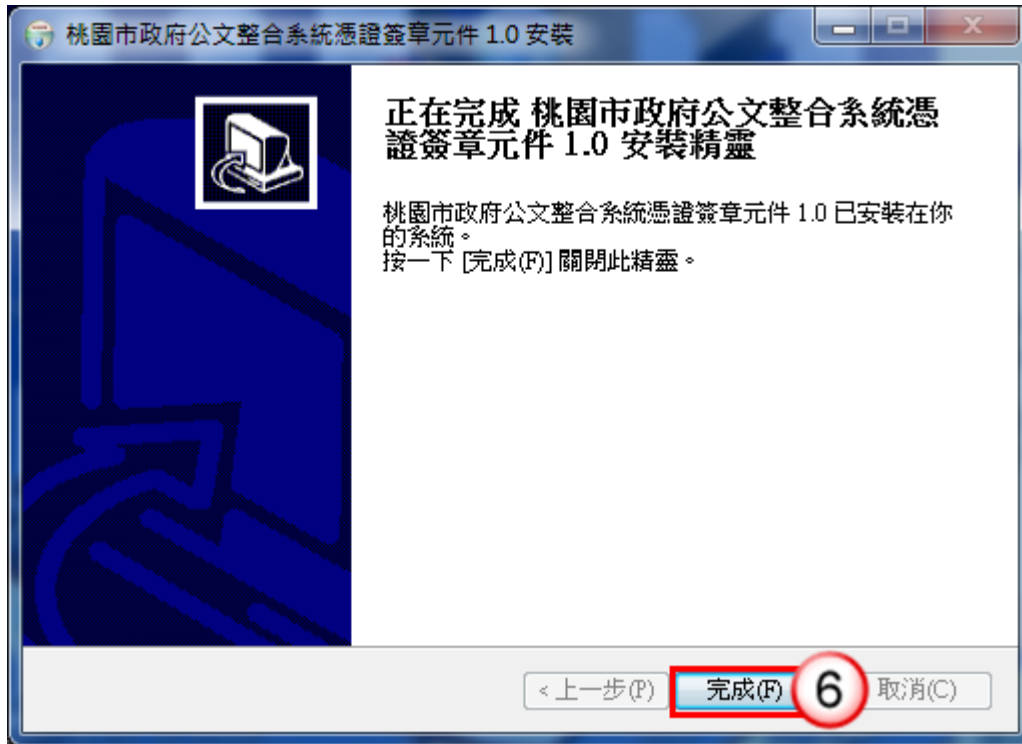 桃園市政府公文整合系統憑證簽章元件 1.0 安裝
正在完成 桃園市政府公文整合系統憑
證簽章元件 1.0 安裝精靈
桃園市政府公文整合系統憑證簽章元件 1.0 已安裝在你
的系統。
按一下 [完成(F)] 關閉此精靈。
< 上一步(P) 完成(F) 6 取消(C)